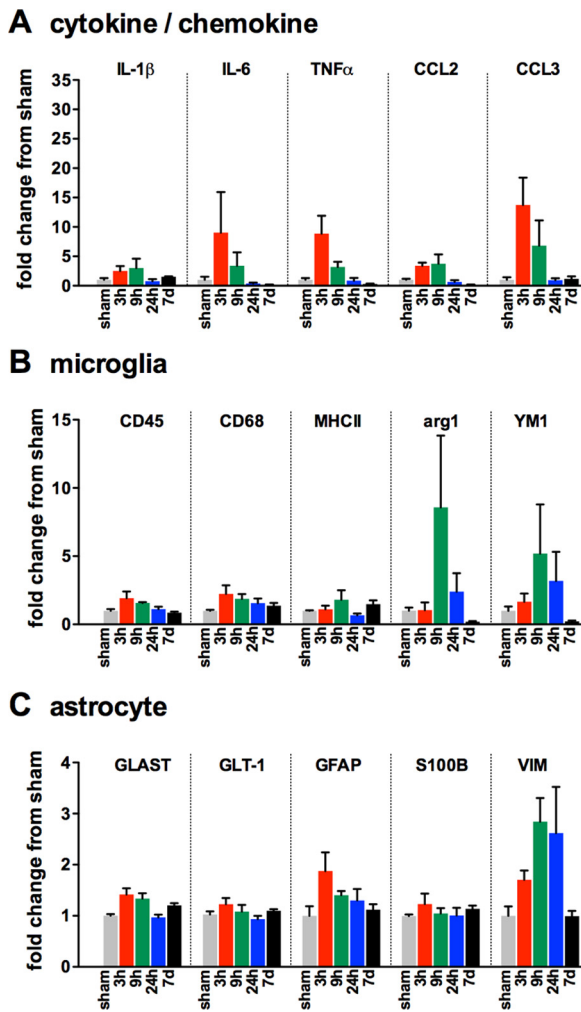 A cytokine / chemokine
IL-1β IL-6 TNFα CCL2 CCL3
fold change from sham
35
30
25
20
15
10
5
0
sham 3h 9h 24h 7d sham 3h 9h 24h 7d sham 3h 9h 24h 7d sham 3h 9h 24h 7d sham 3h 9h 24h 7d
B microglia
CD45 CD68 MHCII arg1 YM1
fold change from sham
15
10
5
0
sham 3h 9h 24h 7d sham 3h 9h 24h 7d sham 3h 9h 24h 7d sham 3h 9h 24h 7d sham 3h 9h 24h 7d
C astrocyte
GLAST GLT-1 GFAP S100B VIM
fold change from sham
4
3
2
1
0
sham 3h 9h 24h 7d sham 3h 9h 24h 7d sham 3h 9h 24h 7d sham 3h 9h 24h 7d sham 3h 9h 24h 7d